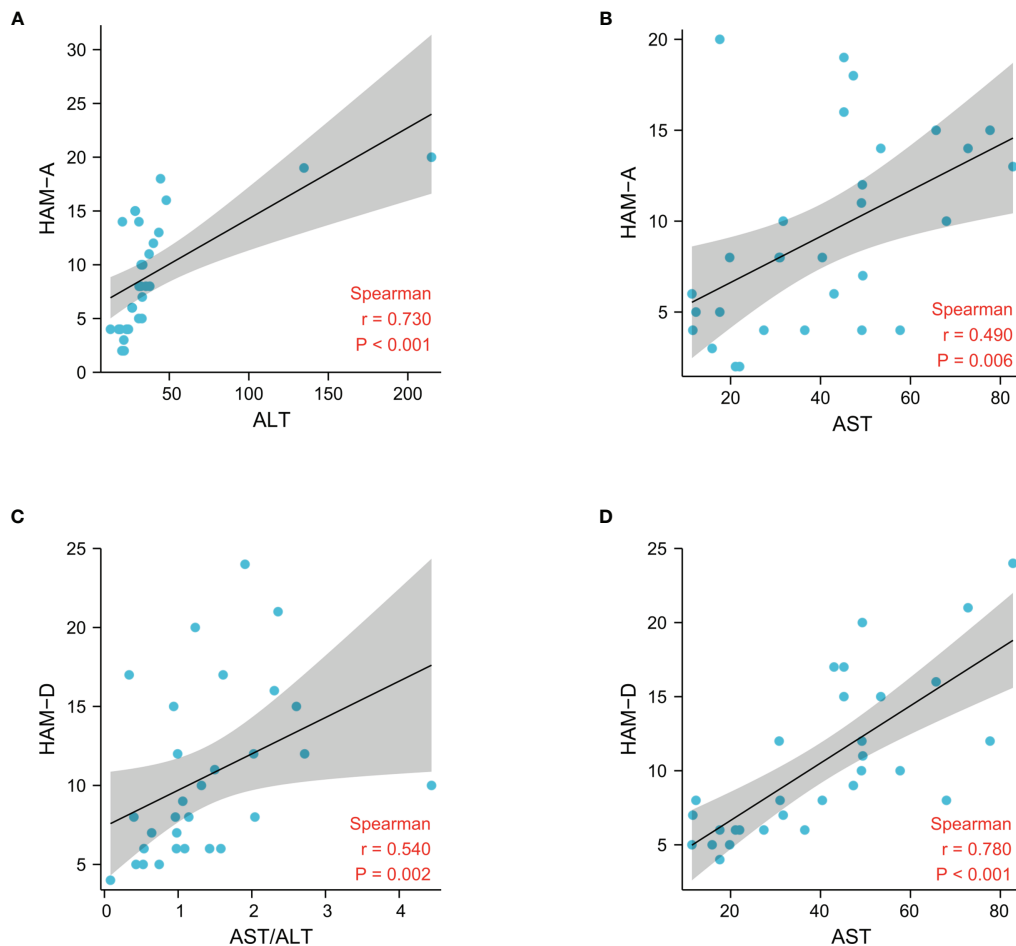 A
HAM−A
30
25
20
15
10
5
0
50
100
150
200
ALT
Spearman
r = 0.730
P < 0.001
B
HAM−A
20
15
10
5
20
40
60
80
AST
Spearman
r = 0.490
P = 0.006
C
HAM−D
25
20
15
10
5
0
1
2
3
4
AST/ALT
Spearman
r = 0.540
P = 0.002
D
HAM−D
25
20
15
10
5
20
40
60
80
AST
Spearman
r = 0.780
P < 0.001